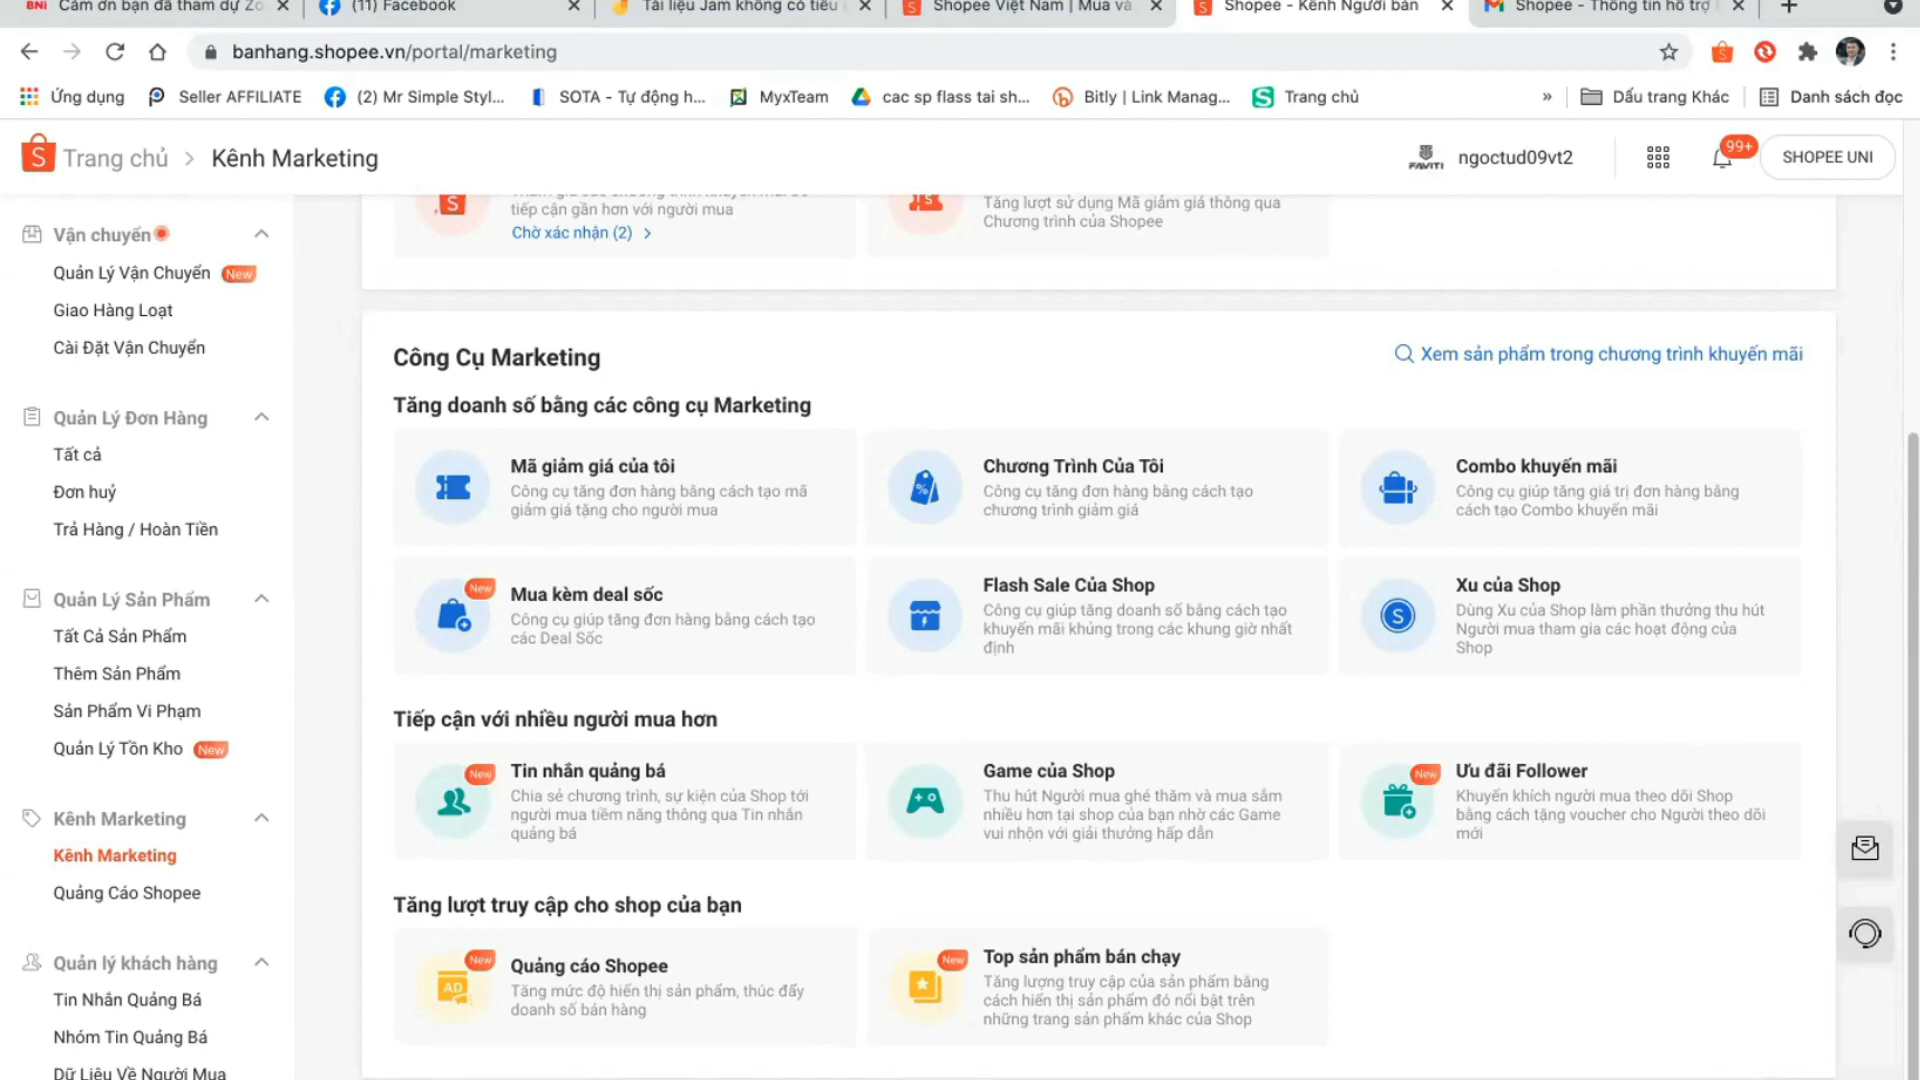 BNI Cảm ơn bạn đã tham dự Zo
(11) Facebook
Tài liệu Jam không có tiêu
Shopee Việt Nam | Mua và
Shopee - Kênh Người bán
Shopee - Thông tin hỗ trợ
banhang.shopee.vn/portal/marketing
Ứng dụng
Seller AFFILIATE
(2) Mr Simple Styl...
SOTA - Tự động h...
MyxTeam
cac sp flass tai sh...
Bitly | Link Manag...
Trang chủ
»
Dấu trang Khác
Danh sách đọc
Trang chủ > Kênh Marketing
FAVITI
ngoctud09vt2
99+
SHOPEE UNI
Vận chuyển
Quản Lý Vận Chuyển New
Giao Hàng Loạt
Cài Đặt Vận Chuyển
Quản Lý Đơn Hàng
Tất cả
Đơn huỷ
Trả Hàng / Hoàn Tiền
Quản Lý Sản Phẩm
Tất Cả Sản Phẩm
Thêm Sản Phẩm
Sản Phẩm Vi Phạm
Quản Lý Tồn Kho New
Kênh Marketing
Kênh Marketing
Quảng Cáo Shopee
Quản lý khách hàng
Tin Nhắn Quảng Bá
Nhóm Tin Quảng Bá
Dữ Liệu Về Người Mua
tiếp cận gần hơn với người mua
Chờ xác nhận (2) >
Tăng lượt sử dụng Mã giảm giá thông qua
Chương trình của Shopee
Công Cụ Marketing
Xem sản phẩm trong chương trình khuyến mãi
Tăng doanh số bằng các công cụ Marketing
Mã giảm giá của tôi
Công cụ tăng đơn hàng bằng cách tạo mã
giảm giá tặng cho người mua
Chương Trình Của Tôi
Công cụ tăng đơn hàng bằng cách tạo
chương trình giảm giá
Combo khuyến mãi
Công cụ giúp tăng giá trị đơn hàng bằng
cách tạo Combo khuyến mãi
New
Mua kèm deal sốc
Công cụ giúp tăng đơn hàng bằng cách tạo
các Deal Sốc
Flash Sale Của Shop
Công cụ giúp tăng doanh số bằng cách tạo
khuyến mãi khủng trong các khung giờ nhất
định
Xu của Shop
Dùng Xu của Shop làm phần thưởng thu hút
Người mua tham gia các hoạt động của
Shop
Tiếp cận với nhiều người mua hơn
New
Tin nhắn quảng bá
Chia sẻ chương trình, sự kiện của Shop tới
người mua tiềm năng thông qua Tin nhắn
quảng bá
Game của Shop
Thu hút Người mua ghé thăm và mua sắm
nhiều hơn tại shop của bạn nhờ các Game
vui nhộn với giải thưởng hấp dẫn
New
Ưu đãi Follower
Khuyến khích người mua theo dõi Shop
bằng cách tặng voucher cho Người theo dõi
mới
Tăng lượt truy cập cho shop của bạn
New
AD
Quảng cáo Shopee
Tăng mức độ hiển thị sản phẩm, thúc đẩy
doanh số bán hàng
New
Top sản phẩm bán chạy
Tăng lượng truy cập của sản phẩm bằng
cách hiển thị sản phẩm đó nổi bật trên
những trang sản phẩm khác của Shop